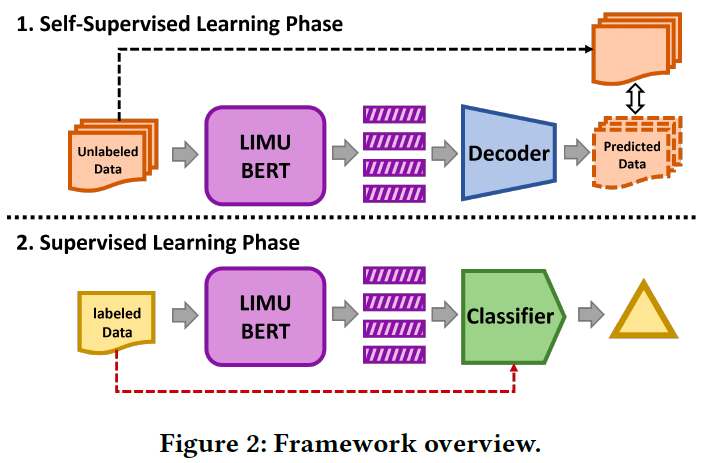 1. Self-Supervised Learning Phase
Unlabeled
Data
LIMU
BERT
Decoder
Predicted
Data
2. Supervised Learning Phase
labeled
Data
LIMU
BERT
Classifier
Figure 2: Framework overview.